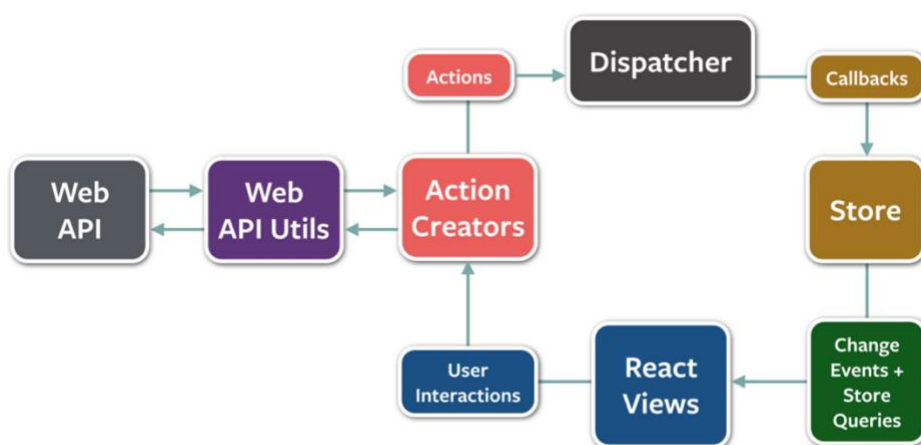 Dispatcher
Actions
Callbacks
Web
API
Web
API Utils
Action
Creators
Store
User
Interactions
React
Views
Change
Events +
Store
Queries